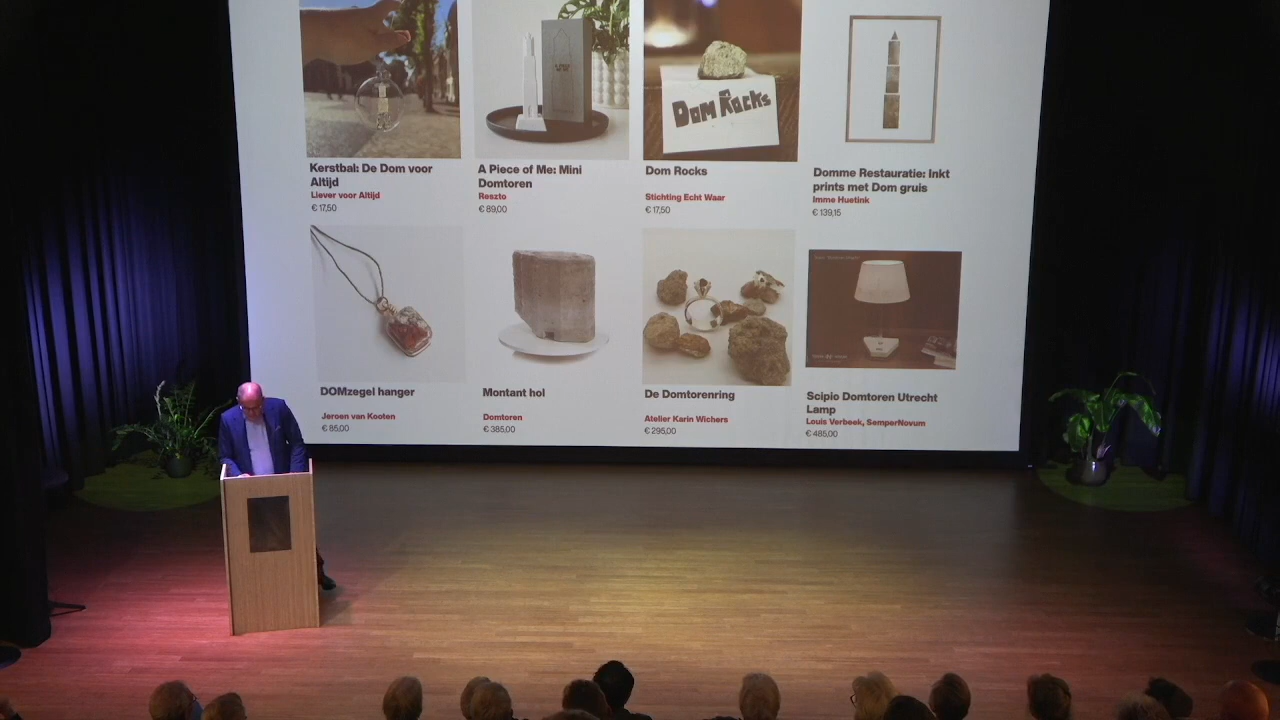 Dom Rocks
Kerstbal: De Dom voor
Altijd
Liever voor Altijd
€ 17,50
A Piece of Me: Mini
Domtoren
Reszto
€ 89,00
Dom Rocks
Stichting Echt Waar
€ 17,50
Domme Restauratie: Inkt
prints met Dom gruis
Imme Huetink
€ 139,15
DOMzegel hanger
Jeroen van Kooten
€ 85,00
Montant hol
Domtoren
€ 385,00
De Domtorenring
Atelier Karin Wichers
€ 295,00
Scipio Domtoren Utrecht
Lamp
Louis Verbeek, SemperNovum
€ 485,00